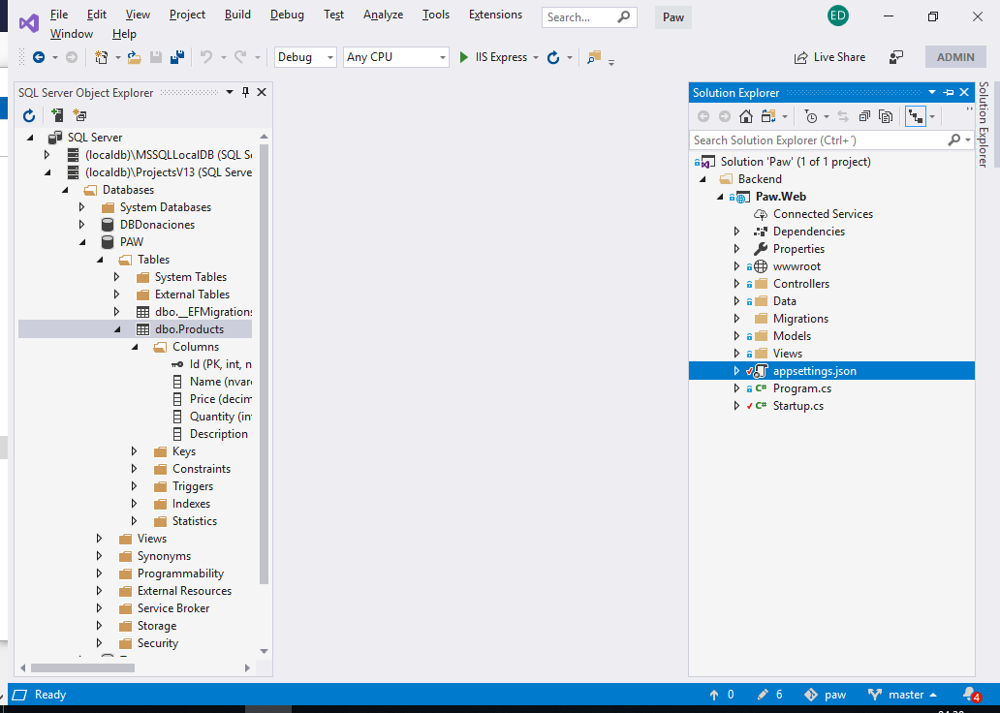 File Edit View Project Build Debug Test Analyze Tools Extensions Search... Paw ED
Window Help
Debug Any CPU IIS Express Live Share ADMIN
SQL Server Object Explorer
SQL Server
(localdb)\MSSQLLocalDB (SQL Se
(localdb)\ProjectsV13 (SQL Serve
Databases
System Databases
DBDonaciones
PAW
Tables
System Tables
External Tables
dbo.__EFMigrations
dbo.Products
Columns
Id (PK, int, n
Name (nvar
Price (decim
Quantity (in
Description
Keys
Constraints
Triggers
Indexes
Statistics
Views
Synonyms
Programmability
External Resources
Service Broker
Storage
Security
Solution Explorer
Search Solution Explorer (Ctrl+´)
Solution 'Paw' (1 of 1 project)
Backend
Paw.Web
Connected Services
Dependencies
Properties
wwwroot
Controllers
Data
Migrations
Models
Views
appsettings.json
C# Program.cs
C# Startup.cs
Solution Explorer
Ready 0 6 paw master 4